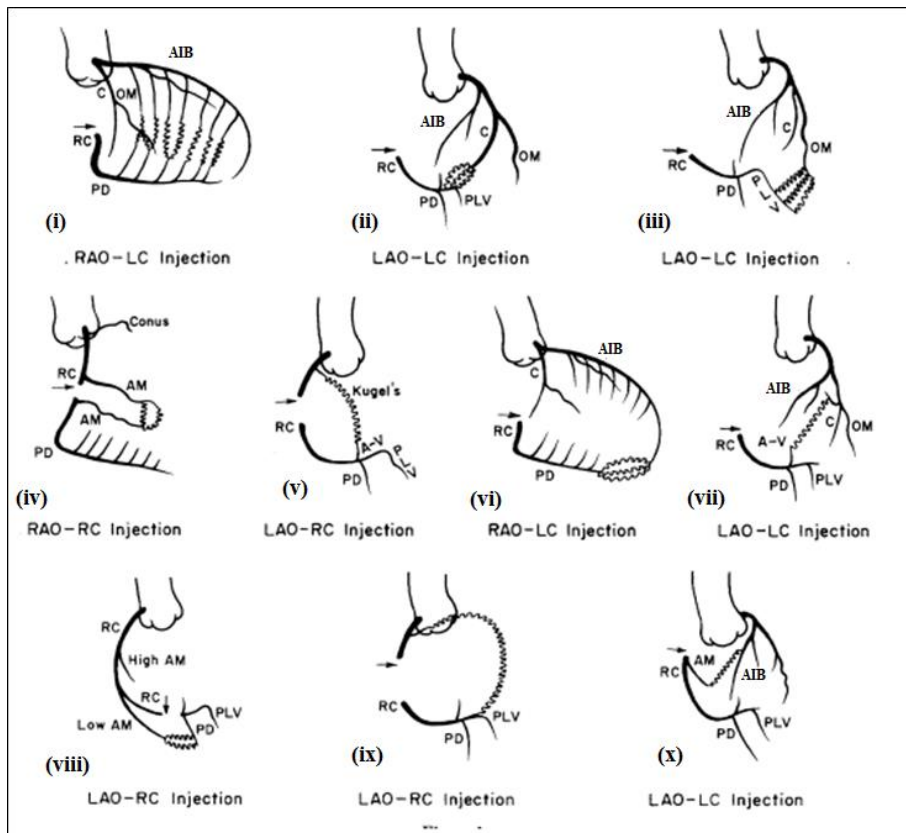 AIB
C OM
RC
PD
(i)
. RAO-LC Injection
AIB
C
RC
OM
PD PLV
(ii)
LAO-LC Injection
AIB
C
RC
OM
PD
PLV
(iii)
LAO-LC Injection
Conus
RC
AM
AM
PD
(iv)
RAO-RC Injection
Kugel's
RC
A-V
PLV
PD
(v)
LAO-RC Injection
AIB
C
RC
PD
(vi)
RAO-LC Injection
AIB
C
OM
RC
A-V
PD PLV
(vii)
LAO-LC Injection
RC
High AM
RC
Low AM
PLV
PD
(viii)
LAO-RC Injection
RC
PD
PLV
(ix)
LAO-RC Injection
AM
RC
AIB
PD
PLV
(x)
LAO-LC Injection